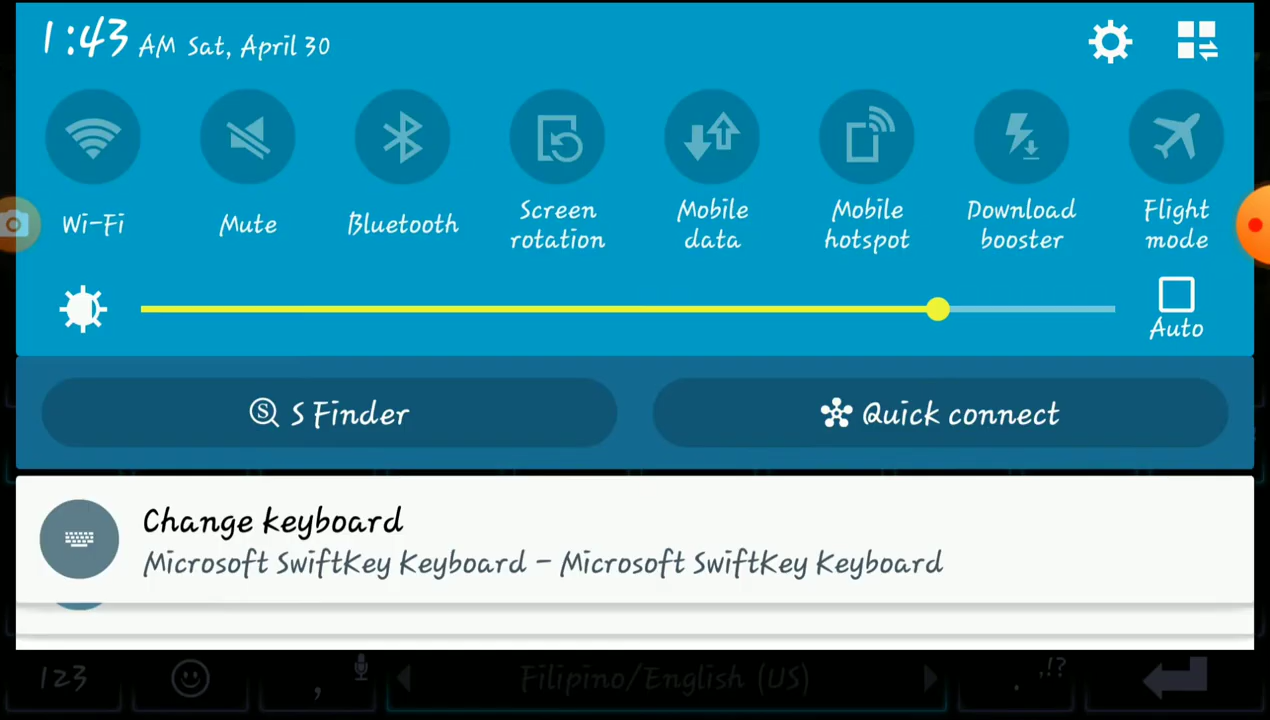 1:43 AM Sat, April 30
Wi-Fi
Mute
Bluetooth
Screen
rotation
Mobile
data
Mobile
hotspot
Download
booster
Flight
mode
Auto
S Finder
Quick connect
Change keyboard
Microsoft SwiftKey Keyboard – Microsoft SwiftKey Keyboard
123
, Filipino/English (US) . ,!?